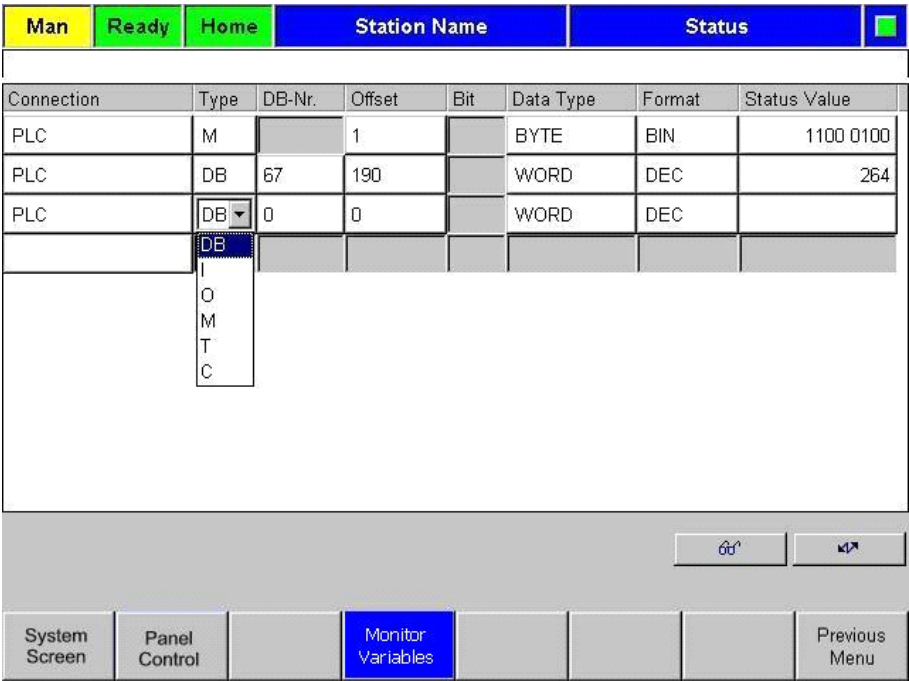 Man Ready Home Station Name Status
Connection Type DB-Nr. Offset Bit Data Type Format Status Value
PLC M 1 BYTE BIN 1100 0100
PLC DB 67 190 WORD DEC 264
PLC DB 0 0 WORD DEC
DB
I
O
M
T
C
System Screen
Panel Control
Monitor Variables
Previous Menu